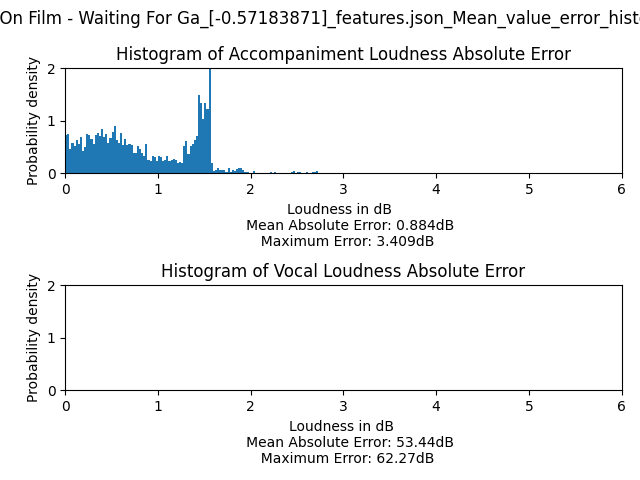 On Film - Waiting For Ga_[-0.57183871]_features.json_Mean_value_error_hist
Histogram of Accompaniment Loudness Absolute Error
Probability density
2
1
0
0 1 2 3 4 5 6
Loudness in dB
Mean Absolute Error: 0.884dB
Maximum Error: 3.409dB
Histogram of Vocal Loudness Absolute Error
Probability density
2
1
0
0 1 2 3 4 5 6
Loudness in dB
Mean Absolute Error: 53.44dB
Maximum Error: 62.27dB